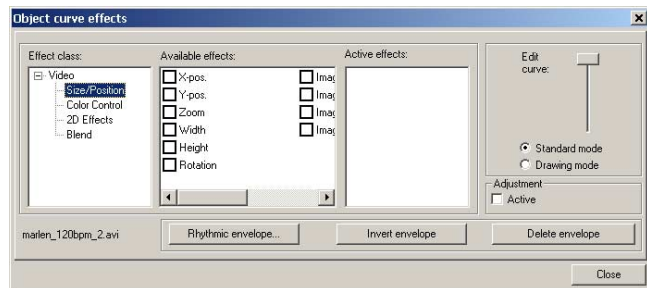 Object curve effects
Effect class:
Available effects:
Active effects:
Edit
curve:
Video
Size/Position
Color Control
2D Effects
Blend
X-pos.
Y-pos.
Zoom
Width
Height
Rotation
Standard mode
Drawing mode
Adjustment
Active
marlen_120bpm_2.avi
Rhythmic envelope...
Invert envelope
Delete envelope
Close